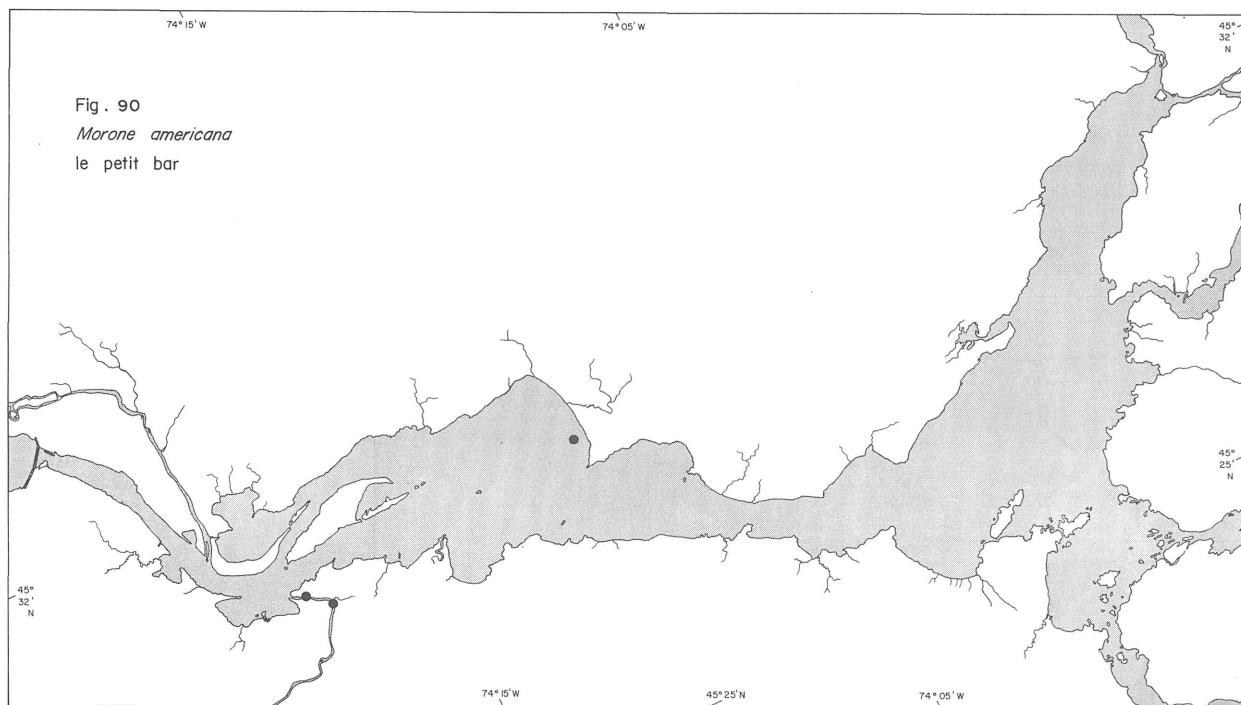 74° 15' W
74° 05' W
45°
32'
N
Fig. 90
Morone americana
le petit bar
45°
25'
N
45°
32'
N
74° 15' W
45° 25' N
74° 05' W